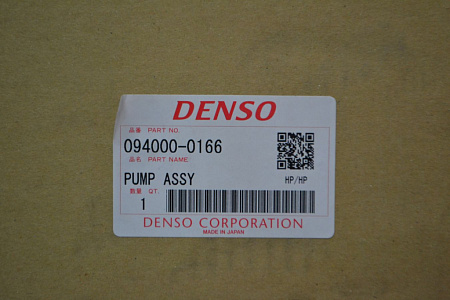 DENSO
品番 PART NO.
094000-0166
品名 PART NAME
PUMP ASSY HP/HP
数量 QT.
1
DENSO CORPORATION
MADE IN JAPAN